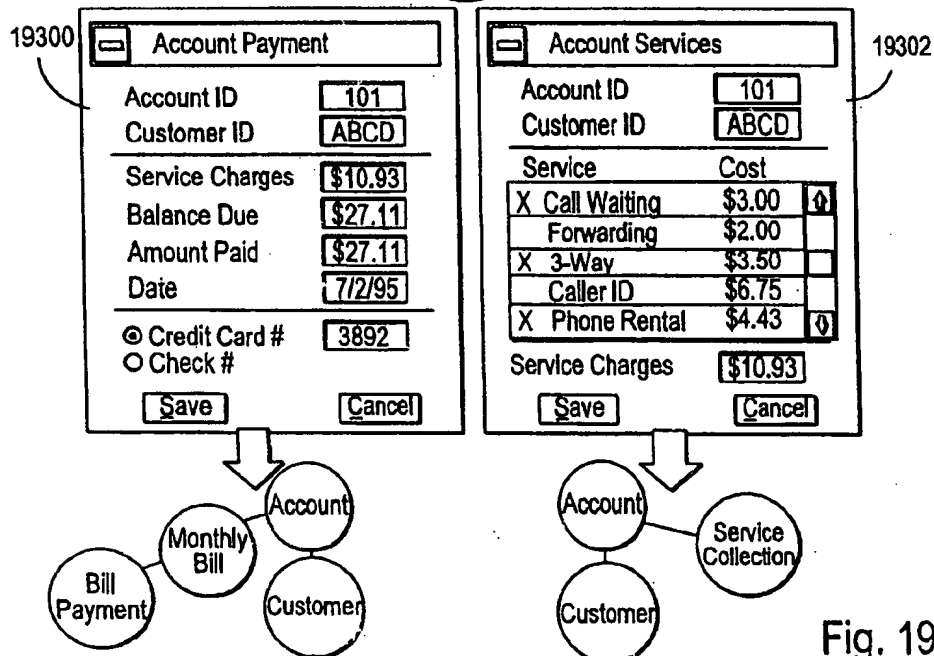 19300
Account Payment
Account ID 101
Customer ID ABCD
Service Charges $10.93
Balance Due $27.11
Amount Paid $27.11
Date 7/2/95
Credit Card # 3892
Check #
Save Cancel
Account Services
19302
Account ID 101
Customer ID ABCD
Service Cost
X Call Waiting $3.00
Forwarding $2.00
X 3-Way $3.50
Caller ID $6.75
X Phone Rental $4.43
Service Charges $10.93
Save Cancel
Account
Monthly
Bill
Bill
Payment
Customer
Account
Service
Collection
Customer
Fig. 19